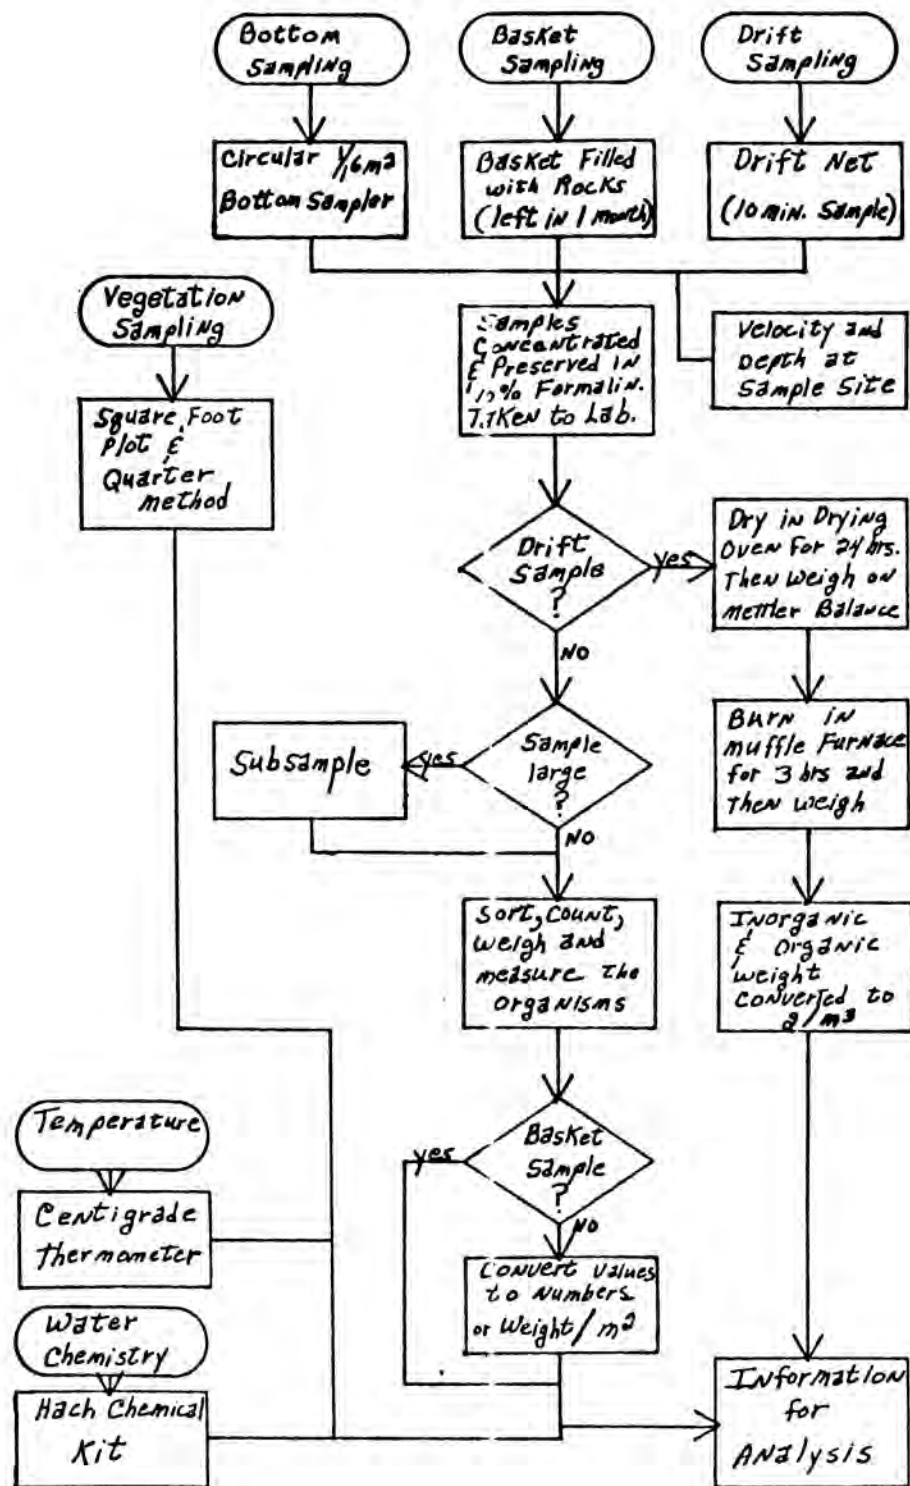 Bottom
Sampling
Basket
Sampling
Drift
Sampling
Circular 1/16 m2
Bottom Sampler
Basket Filled
with Rocks
(left in 1 month)
Drift Net
(10 min. Sample)
Vegetation
Sampling
Samples
Concentrated
& Preserved in
10% Formalin.
Taken to Lab.
Velocity and
Depth at
Sample Site
Square Foot
Plot &
Quarter
method
Drift
Sample
?
yes
Dry in Drying
Oven for 24 hrs.
Then weigh on
Mettler Balance
NO
Subsample
yes
Sample
large
?
Burn in
muffle Furnace
for 3 hrs and
Then weigh
NO
Sort, Count,
weigh and
measure the
organisms
Inorganic
& Organic
weight
converted to
g/m3
Temperature
Basket
Sample
?
yes
NO
Centigrade
Thermometer
Convert values
to numbers
or Weight/m2
Water
Chemistry
Hach Chemical
Kit
Information
for
Analysis